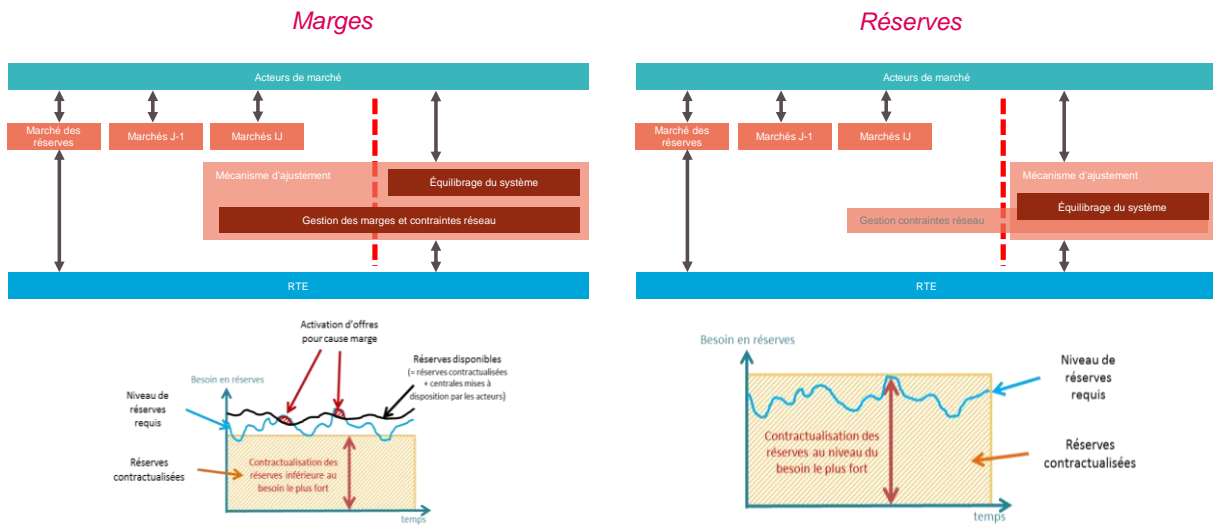 Marges
Acteurs de marché
Marché des
réserves
Marchés J-1
Marchés IJ
Mécanisme d'ajustement
Équilibrage du système
Gestion des marges et contraintes réseau
RTE
Activation d'offres
pour cause marge
Besoin en réserves
Réserves disponibles
(= réserves contractualisées
+ centrales mises à
disposition par les acteurs)
Niveau de
réserves
requis
Réserves
contractualisées
Contractualisation des
réserves inférieure au
besoin le plus fort
temps
Réserves
Acteurs de marché
Marché des
réserves
Marchés J-1
Marchés IJ
Mécanisme d'ajustement
Équilibrage du système
Gestion contraintes réseau
RTE
Besoin en réserves
Niveau de
réserves
requis
Contractualisation des
réserves au niveau du
besoin le plus fort
Réserves
contractualisées
temps